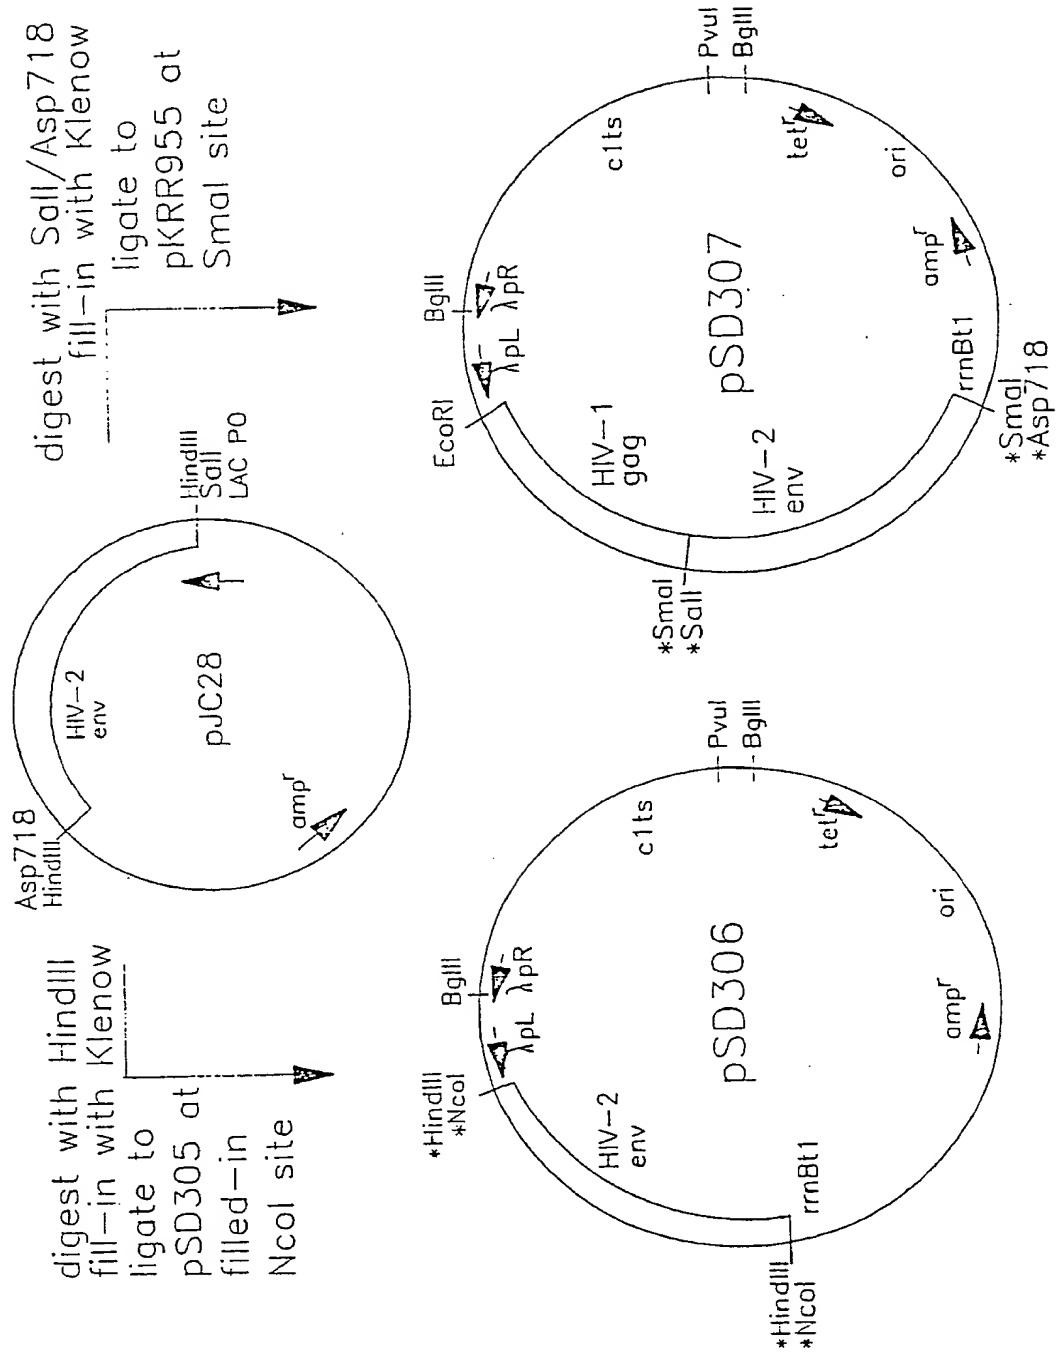 digest with HindIII
fill-in with Klenow
ligate to
pSD305 at
filled-in
NcoI site
Asp718
HindIII
HIV-2
env
pJC28
amp^r
HindIII
SalI
LAC PO
digest with SalI/Asp718
fill-in with Klenow
ligate to
pKRR955 at
SmaI site
*HindIII
*NcoI
BglII
λpL
λpR
cIts
PvuI
BglII
tet^r
ori
amp^r
rrnBt1
*HindIII
*NcoI
HIV-2
env
pSD306
EcoRI
BglII
λpL
λpR
c1ts
PvuI
BglII
tet^r
ori
amp^r
rrnBt1
*SmaI
*Asp718
HIV-2
env
*SmaI
*SalI
HIV-1
gag
pSD307